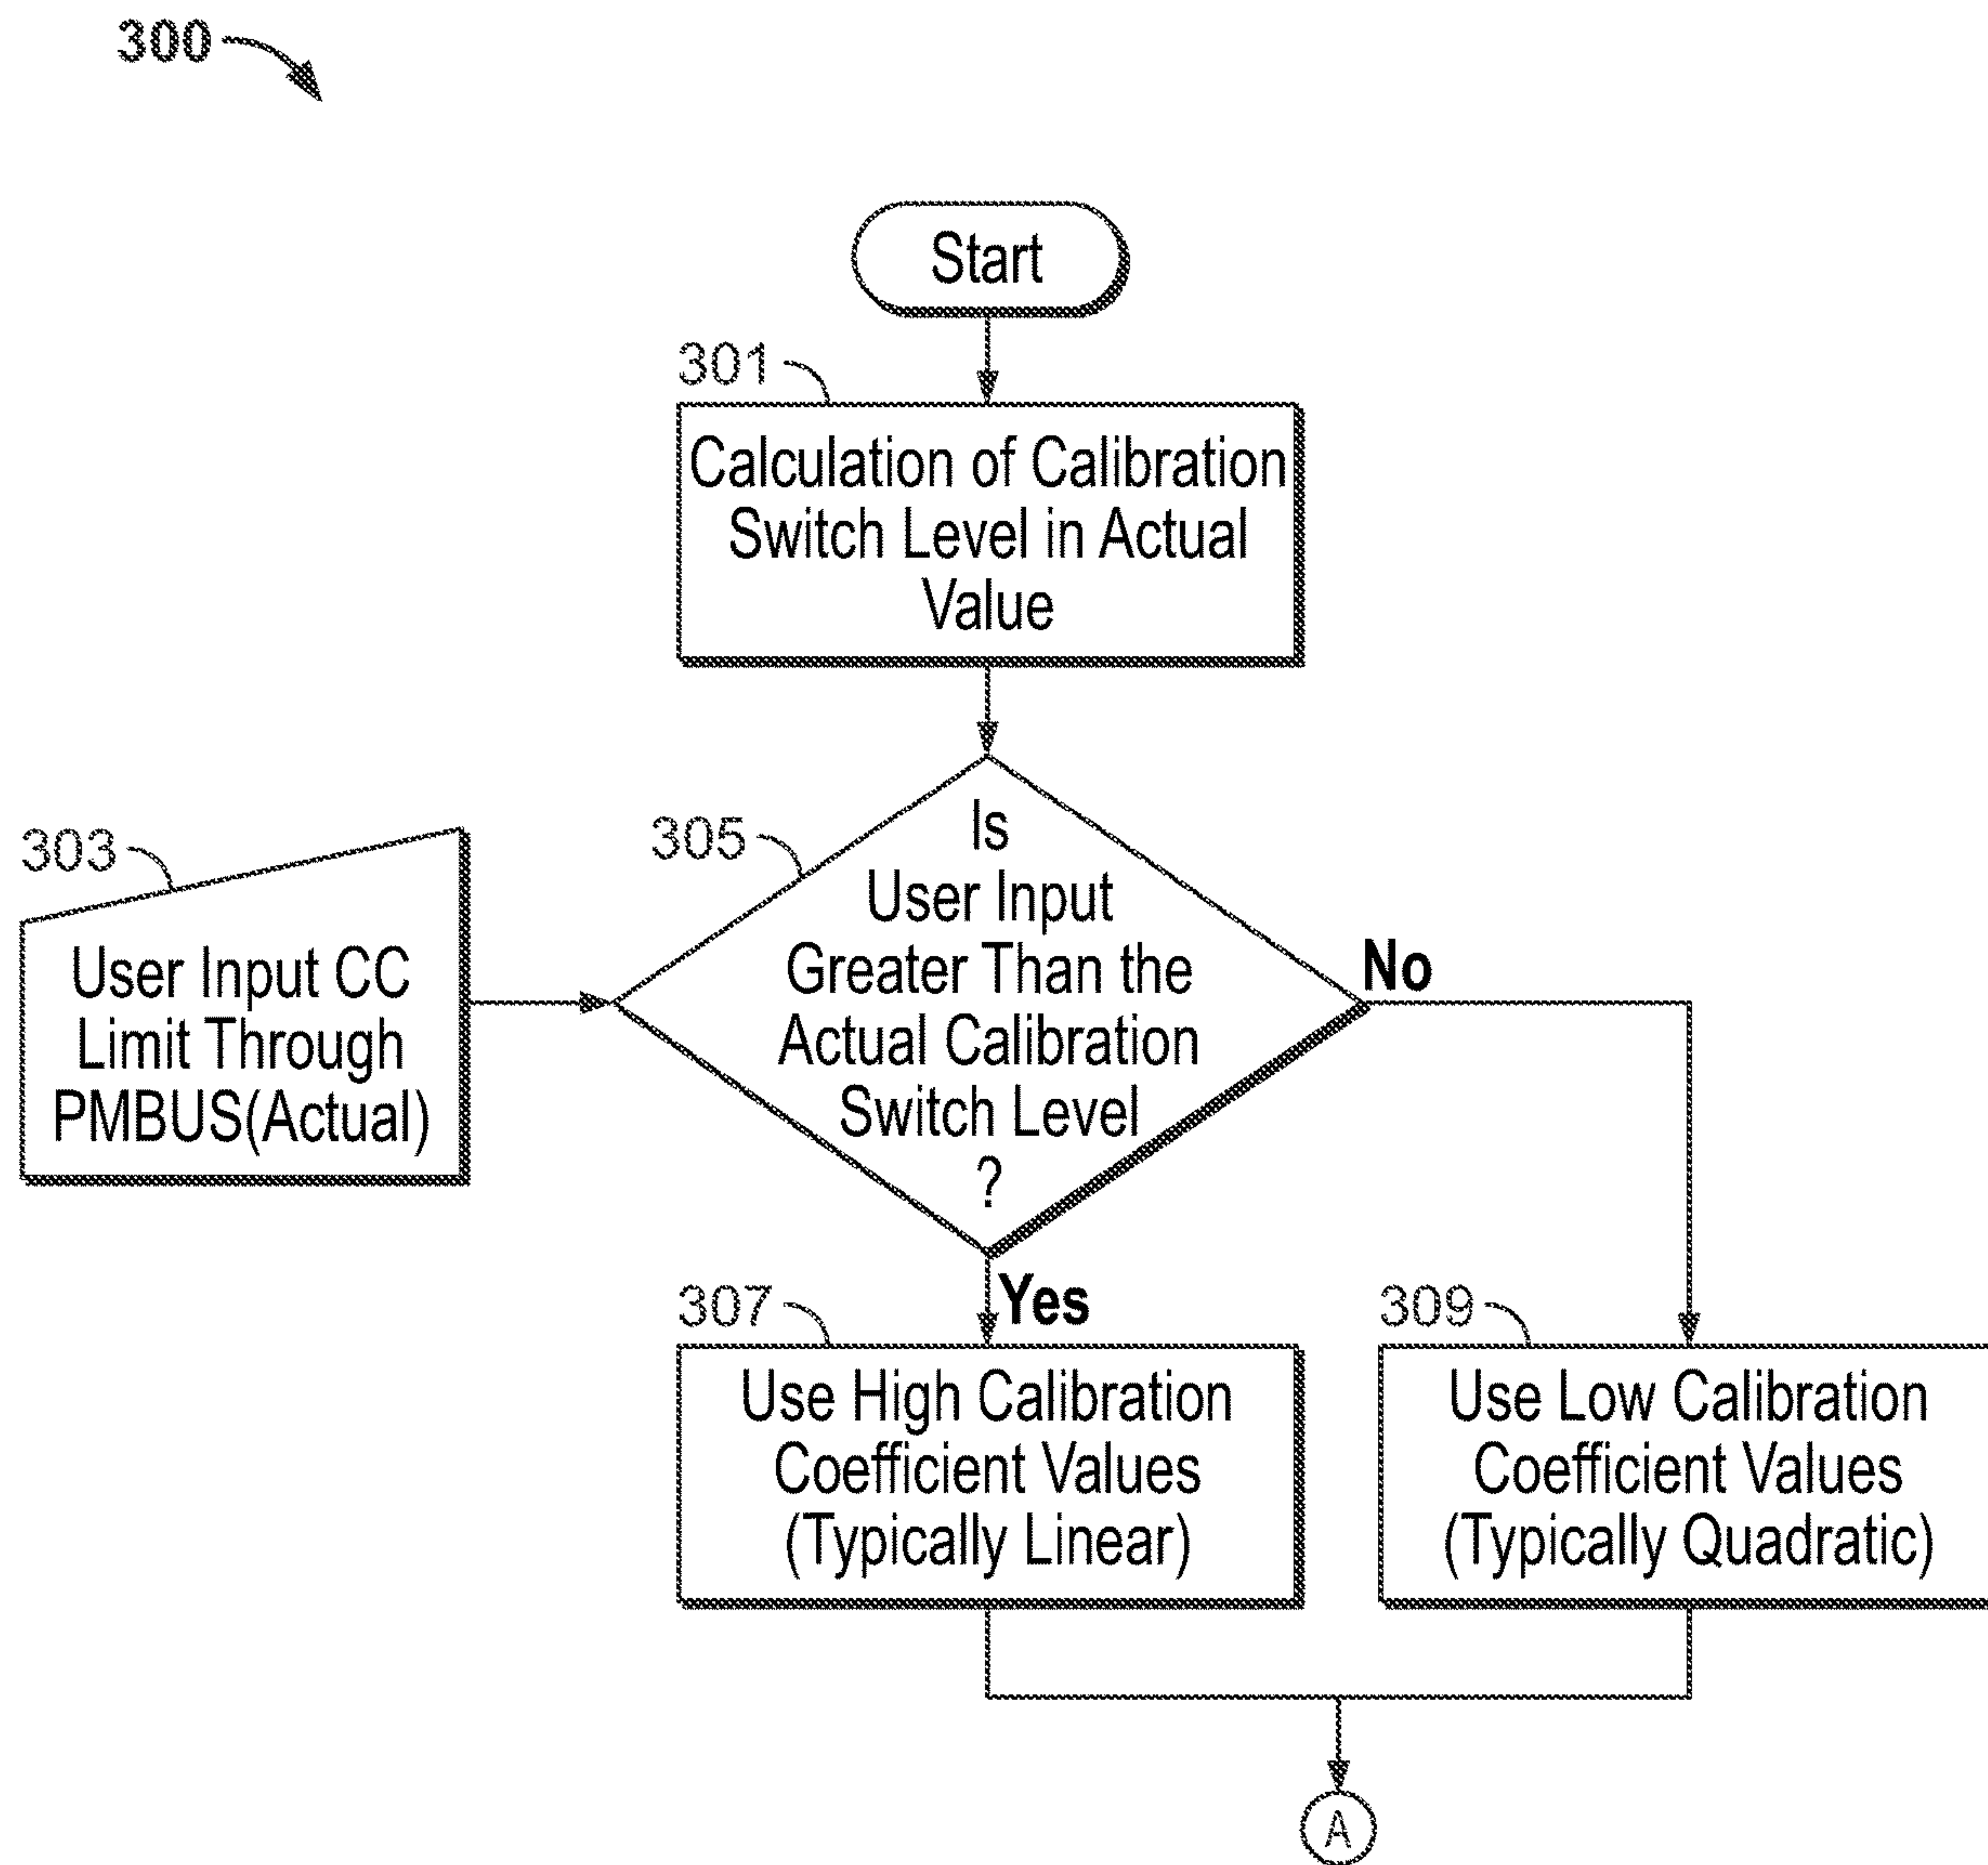 300
Start
301
Calculation of Calibration
Switch Level in Actual
Value
303
User Input CC
Limit Through
PMBUS(Actual)
305
Is
User Input
Greater Than the
Actual Calibration
Switch Level
?
No
Yes
307
Use High Calibration
Coefficient Values
(Typically Linear)
309
Use Low Calibration
Coefficient Values
(Typically Quadratic)
A